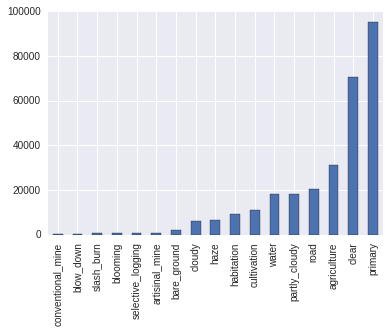 100000
80000
60000
40000
20000
0
conventional_mine
blow_down
slash_burn
blooming
selective_logging
artisinal_mine
bare_ground
cloudy
haze
habitation
cultivation
water
partly_cloudy
road
agriculture
clear
primary